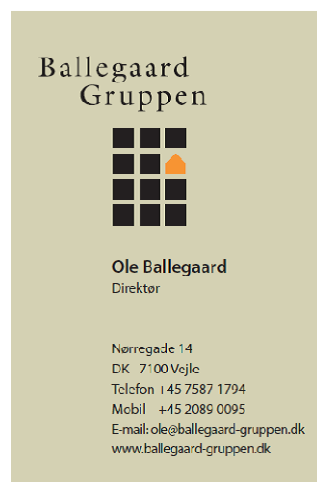 Ballegaard
Gruppen
Ole Ballegaard
Direktør
Nørregade 14
DK 7100 Vejle
Telefon +45 7587 1794
Mobil +45 2089 0095
E-mail: ole@ballegaard-gruppen.dk
www.ballegaard-gruppen.dk